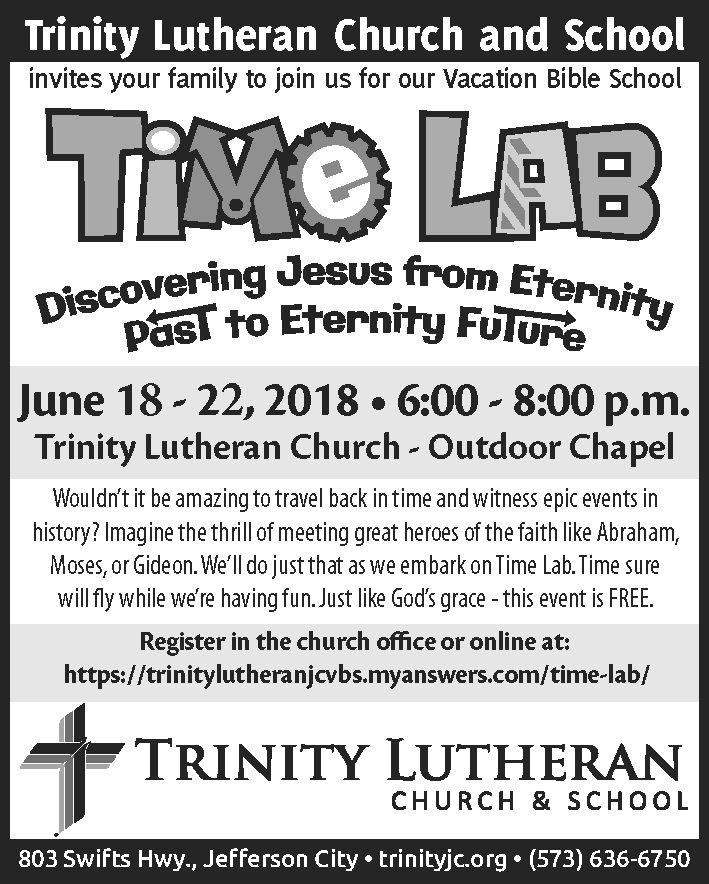 Trinity Lutheran Church and School
invites your family to join us for our Vacation Bible School
TiMe LAB
Discovering Jesus from Eternity
Past to Eternity Future
June 18 - 22, 2018 • 6:00 - 8:00 p.m.
Trinity Lutheran Church - Outdoor Chapel
Wouldn't it be amazing to travel back in time and witness epic events in
history? Imagine the thrill of meeting great heroes of the faith like Abraham,
Moses, or Gideon. We'll do just that as we embark on Time Lab. Time sure
will fly while we're having fun. Just like God's grace - this event is FREE.
Register in the church office or online at:
https://trinitylutheranjcvbs.myanswers.com/time-lab/
TRINITY LUTHERAN
CHURCH & SCHOOL
803 Swifts Hwy., Jefferson City • trinityjc.org • (573) 636-6750